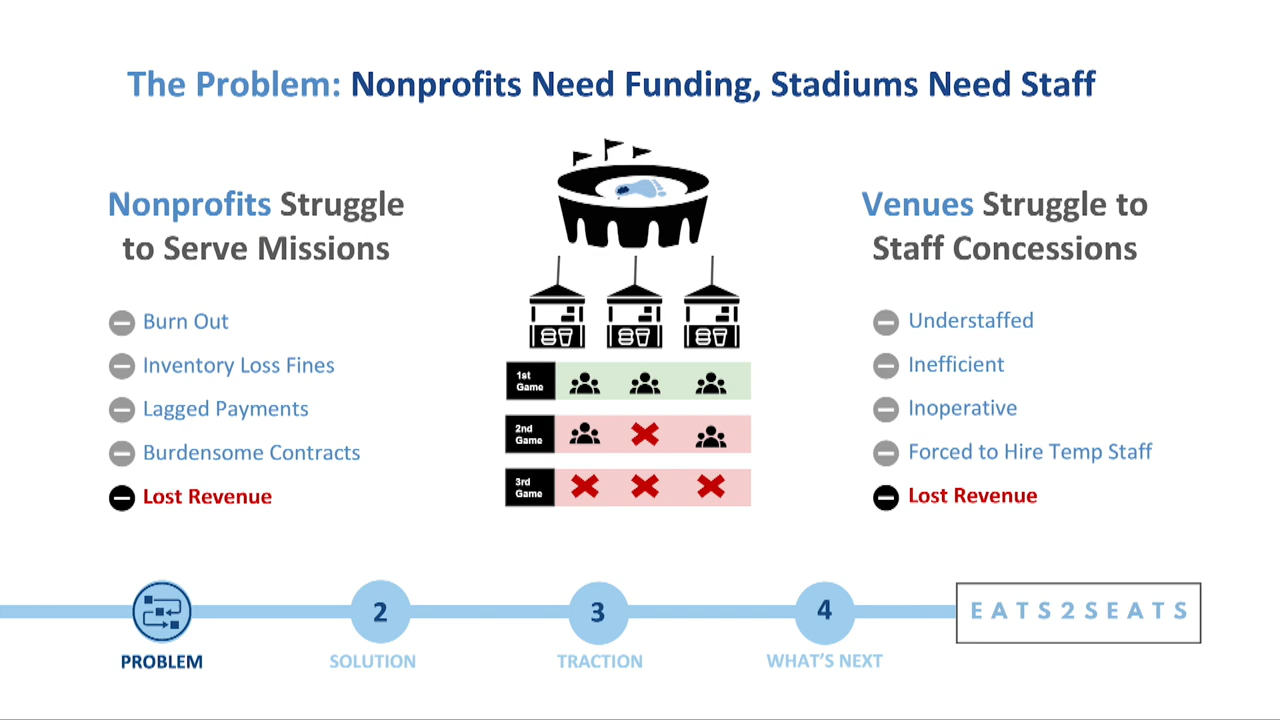 The Problem: Nonprofits Need Funding, Stadiums Need Staff
Nonprofits Struggle
to Serve Missions
Burn Out
Inventory Loss Fines
Lagged Payments
Burdensome Contracts
Lost Revenue
1st
Game
2nd
Game
3rd
Game
Venues Struggle to
Staff Concessions
Understaffed
Inefficient
Inoperative
Forced to Hire Temp Staff
Lost Revenue
2
3
4
EATS2SEATS
PROBLEM
SOLUTION
TRACTION
WHAT'S NEXT